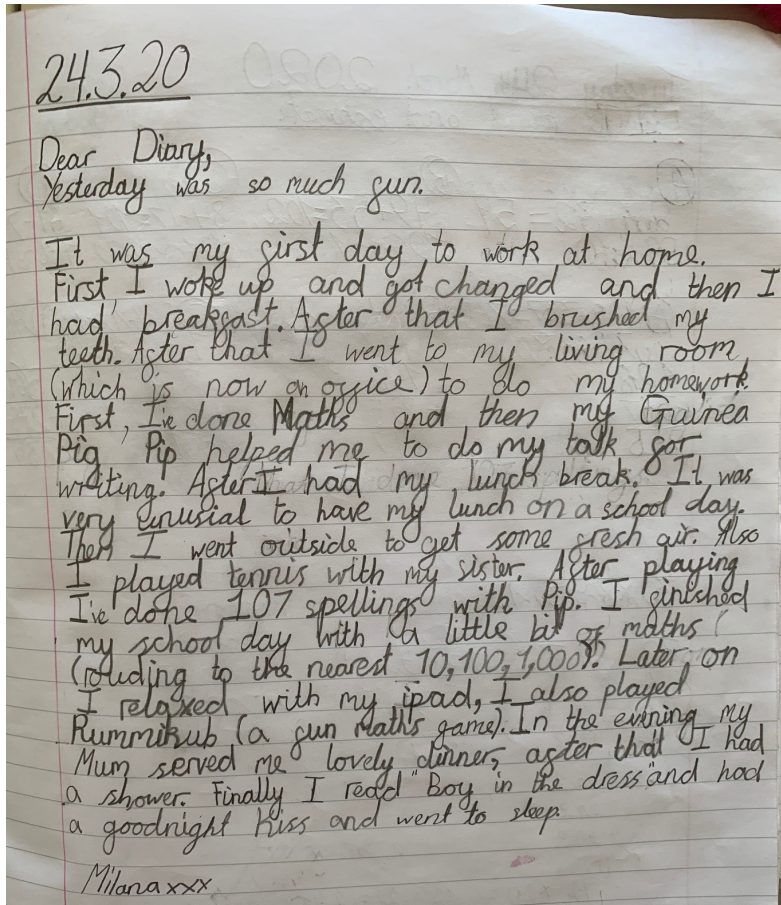 24.3.20
Dear Diary,
Yesterday was so much fun.
It was my first day to work at home.
First I woke up and got changed and then I
had breakfast. After that I brushed my
teeth. After that I went to my living room
(which is now an office) to do my homework.
First, I've done Maths and then my Guinea
Pig Pip helped me to do my talk for
writing. After I had my lunch break. It was
very unusial to have my lunch on a school day.
Then I went outside to get some fresh air. Also
I played tennis with my sister. After playing
I've done 107 spellings with Pip. I finished
my school day with a little bit of maths
(rouding to the nearest 10,100,1,000). Later on
I relaxed with my ipad, I also played
Rummikub (a fun maths game). In the evening my
Mum served me lovely dinner, after that I had
a shower. Finally I read "Boy in the dress" and had
a goodnight kiss and went to sleep.
Milana xxx